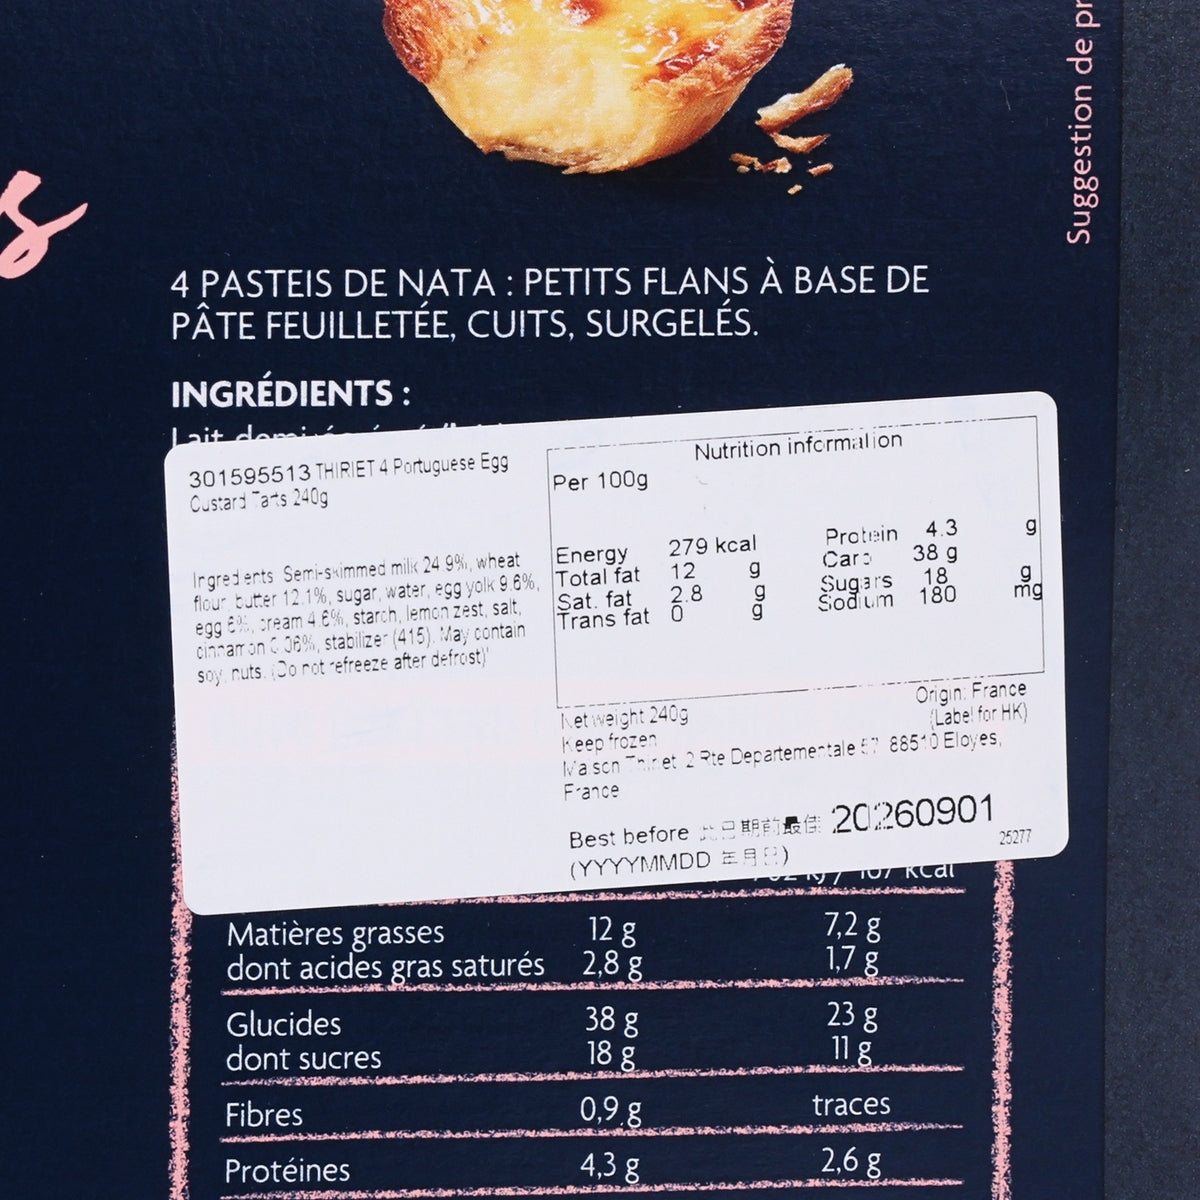 Suggestion de pr
s
4 PASTEIS DE NATA : PETITS FLANS À BASE DE
PÂTE FEUILLETÉE, CUITS, SURGELÉS.
INGRÉDIENTS :
Lait
301595513 THIRIET 4 Portuguese Egg
Custard Tarts 240g
Ingredients Semi-skimmed milk 24.9%, wheat
flour, butter 12.1%, sugar, water, egg yolk 9.6%,
egg 6%, cream 4.6%, starch, lemon zest, salt,
cinnamon 0.06%, stabilizer (415). May contain
soy, nuts. (Do not refreeze after defrost)'
Nutrition information
Per 100g
Energy 279 kcal Protein 4.3 g
Total fat 12 g Carb 38 g
Sat. fat 2.8 g Sugars 18 g
Trans fat 0 g Sodium 180 mg
Net weight 240g Origin: France
Keep frozen (Label for HK)
Maison Thiriet 2 Rte Departementale 57 88510 Eloyes,
France
Best before 此日期前最佳 20260901
(YYYYMMDD 年月日) 25277
kcal
Matières grasses 12 g 7,2 g
dont acides gras saturés 2,8 g 1,7 g
Glucides 38 g 23 g
dont sucres 18 g 11 g
Fibres 0,9 g traces
Protéines 4,3 g 2,6 g